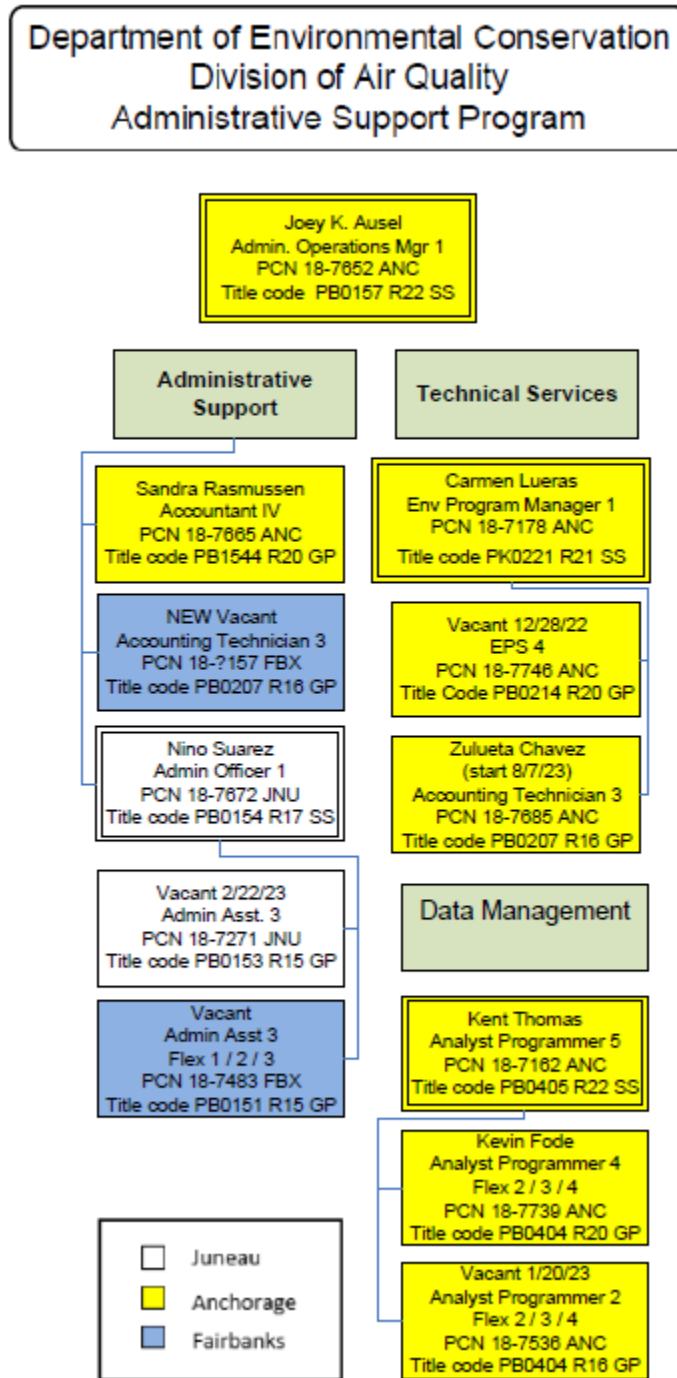 Department of Environmental Conservation
Division of Air Quality
Administrative Support Program
Joey K. Ausel
Admin. Operations Mgr 1
PCN 18-7652 ANC
Title code PB0157 R22 SS
Administrative
Support
Sandra Rasmussen
Accountant IV
PCN 18-7665 ANC
Title code PB1544 R20 GP
NEW Vacant
Accounting Technician 3
PCN 18-?157 FBX
Title code PB0207 R16 GP
Nino Suarez
Admin Officer 1
PCN 18-7672 JNU
Title code PB0154 R17 SS
Vacant 2/22/23
Admin Asst. 3
PCN 18-7271 JNU
Title code PB0153 R15 GP
Vacant
Admin Asst 3
Flex 1 / 2 / 3
PCN 18-7483 FBX
Title code PB0151 R15 GP
Technical Services
Carmen Lueras
Env Program Manager 1
PCN 18-7178 ANC
Title code PK0221 R21 SS
Vacant 12/28/22
EPS 4
PCN 18-7746 ANC
Title Code PB0214 R20 GP
Zulueta Chavez
(start 8/7/23)
Accounting Technician 3
PCN 18-7685 ANC
Title code PB0207 R16 GP
Data Management
Kent Thomas
Analyst Programmer 5
PCN 18-7162 ANC
Title code PB0405 R22 SS
Kevin Fode
Analyst Programmer 4
Flex 2 / 3 / 4
PCN 18-7739 ANC
Title code PB0404 R20 GP
Vacant 1/20/23
Analyst Programmer 2
Flex 2 / 3 / 4
PCN 18-7536 ANC
Title code PB0404 R16 GP
Juneau
Anchorage
Fairbanks